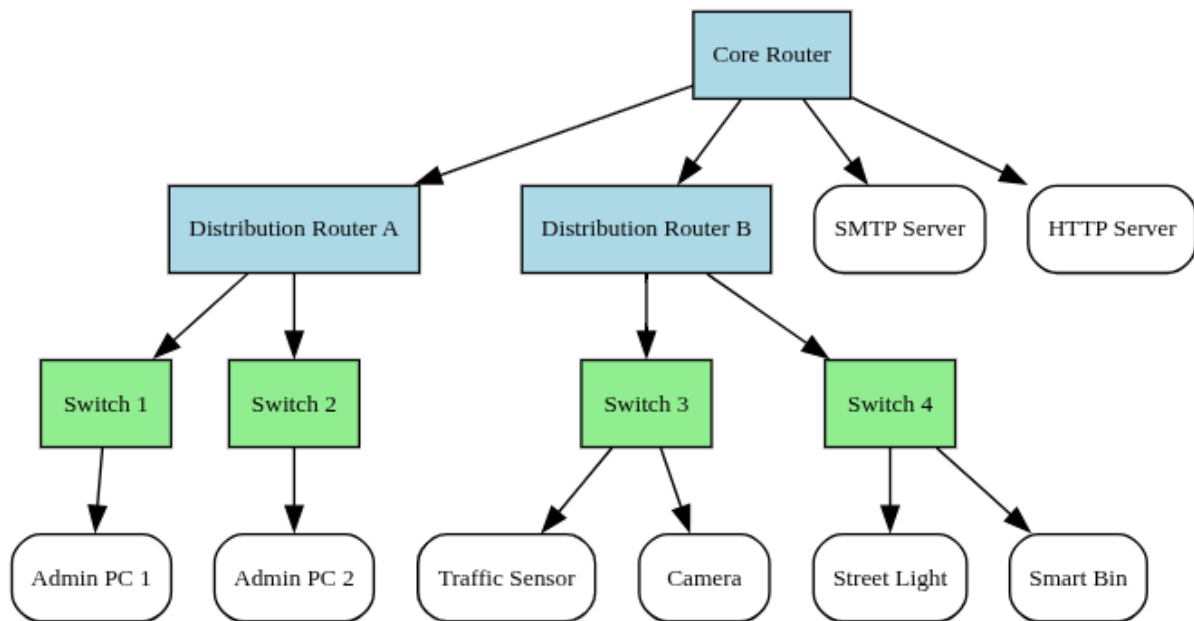 Core Router
Distribution Router A
Distribution Router B
SMTP Server
HTTP Server
Switch 1
Switch 2
Switch 3
Switch 4
Admin PC 1
Admin PC 2
Traffic Sensor
Camera
Street Light
Smart Bin